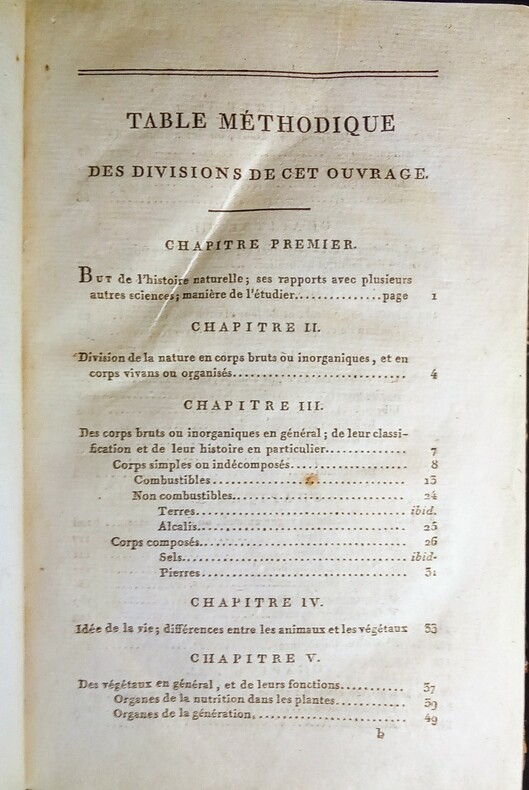 TABLE MÉTHODIQUE
DES DIVISIONS DE CET OUVRAGE.
CHAPITRE PREMIER.
But de l'histoire naturelle; ses rapports avec plusieurs
autres sciences; manière de l'étudier...............page 1
CHAPITRE II.
Division de la nature en corps bruts ou inorganiques, et en
corps vivans ou organisés............................ 4
CHAPITRE III.
Des corps bruts ou inorganiques en général; de leur classi-
fication et de leur histoire en particulier............. 7
Corps simples ou indécomposés................... 8
Combustibles.............................. 13
Non combustibles............................ 24
Terres.................................. ibid.
Alcalis................................. 25
Corps composés................................. 26
Sels..................................... ibid.
Pierres.................................. 31
CHAPITRE IV.
Idée de la vie; différences entre les animaux et les végétaux 33
CHAPITRE V.
Des végétaux en général, et de leurs fonctions........... 37
Organes de la nutrition dans les plantes............ 39
Organes de la génération......................... 49
b